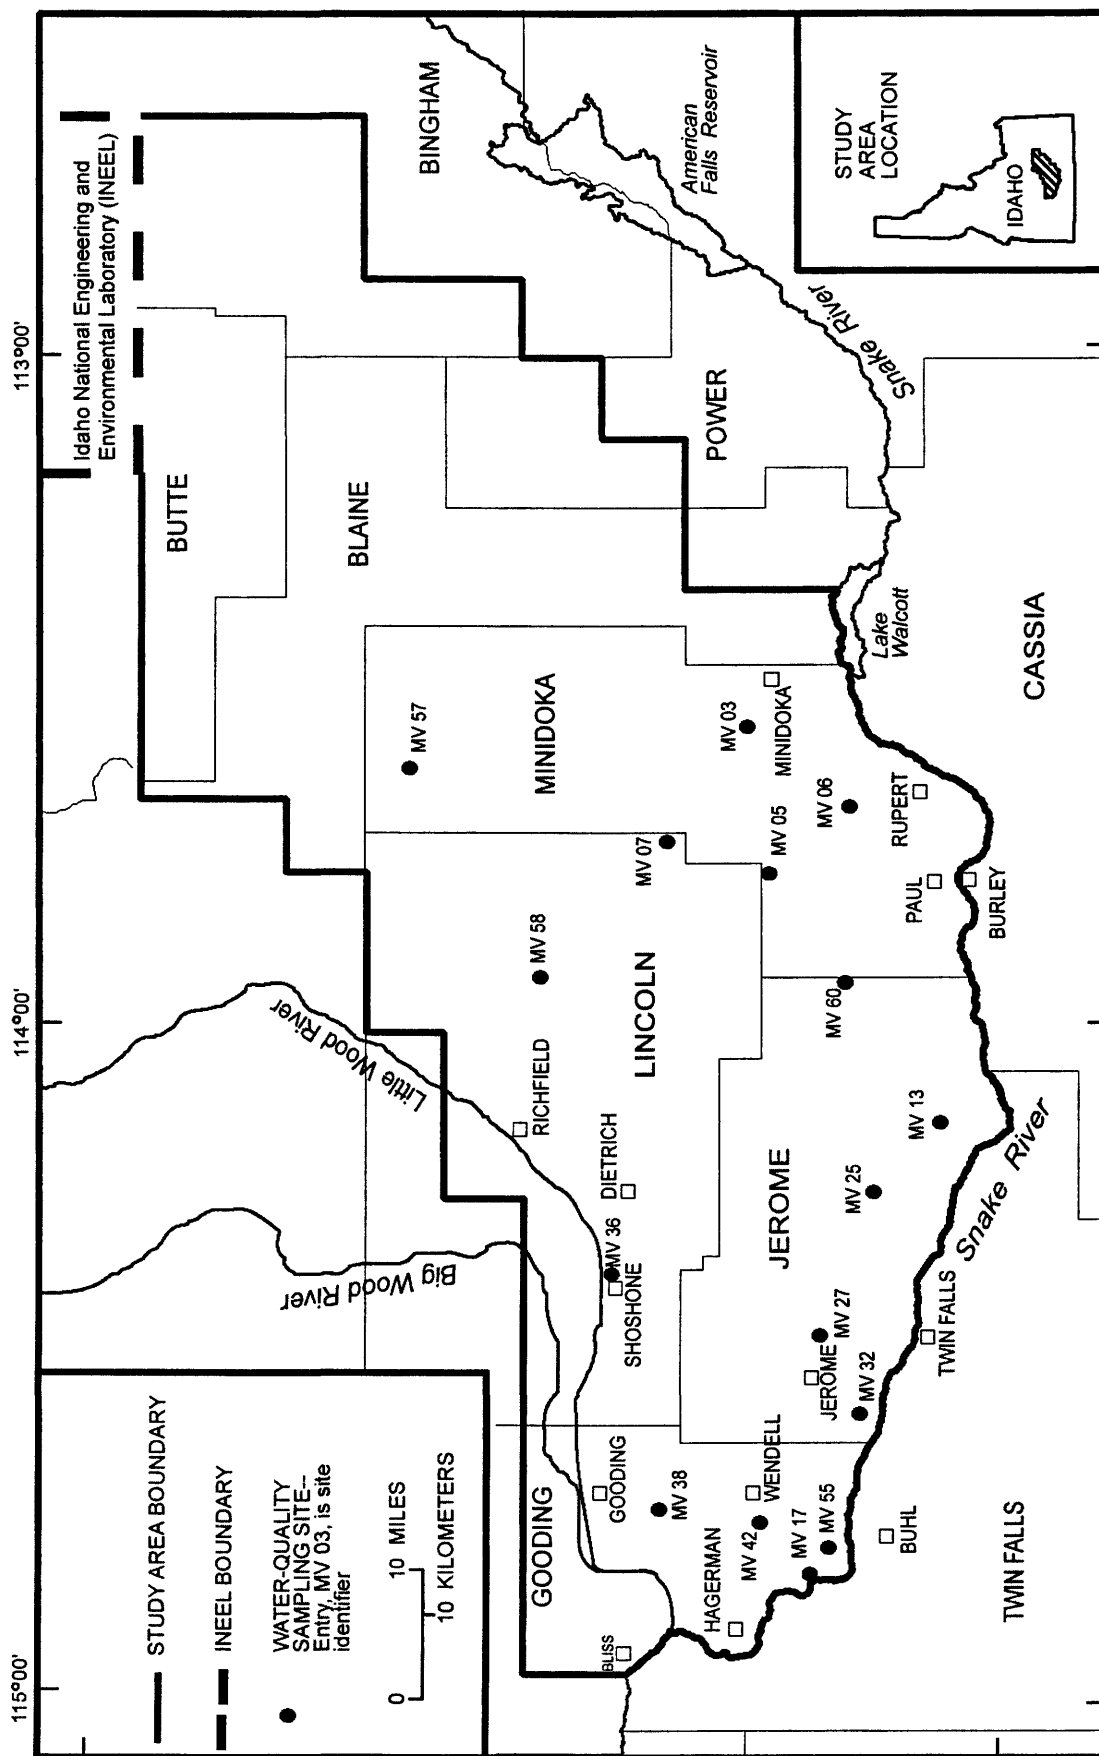 115°00'
114°00'
113°00'
STUDY AREA BOUNDARY
INEEL BOUNDARY
WATER-QUALITY
SAMPLING SITE--
Entry, MV 03, is site
identifier
0
10 MILES
10 KILOMETERS
Idaho National Engineering and
Environmental Laboratory (INEEL)
BUTTE
BLAINE
BINGHAM
Big Wood River
Little Wood River
GOODING
RICHFIELD
MV 58
MV 57
MINIDOKA
American
Falls Reservoir
BLISS
GOODING
SHOSHONE
MV 36
DIETRICH
LINCOLN
MV 07
POWER
MV 38
HAGERMAN
MV 42
WENDELL
JEROME
MV 05
MV 03
MINIDOKA
Snake River
MV 17
MV 55
JEROME
MV 27
MV 32
MV 25
MV 60
MV 06
Lake
Walcott
BUHL
TWIN FALLS
MV 13
PAUL
RUPERT
BURLEY
Snake River
TWIN FALLS
CASSIA
STUDY
AREA
LOCATION
IDAHO